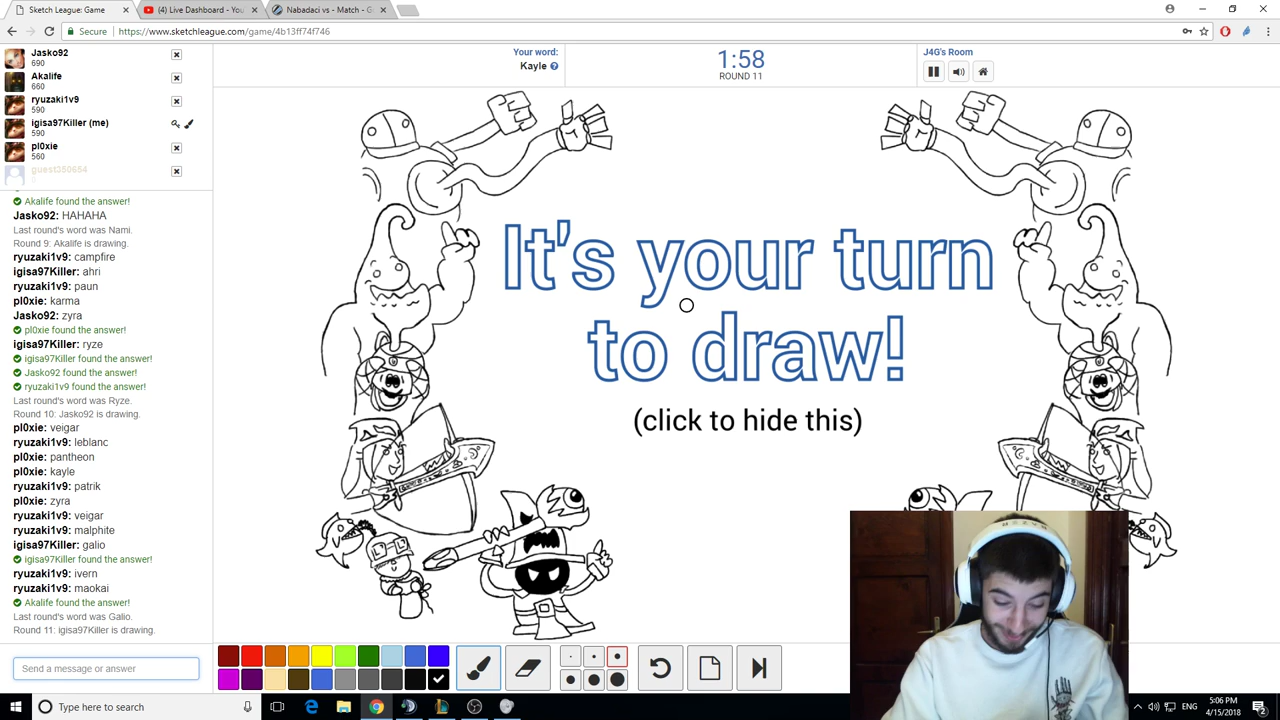 Sketch League: Game
(4) Live Dashboard - You
Nabadaci vs - Match - G
Secure
https://www.sketchleague.com/game/4b13ff74f746
Jasko92
690
Akalife
660
ryuzaki1v9
590
igisa97Killer (me)
590
pl0xie
560
Your word:
Kayle
1:58
ROUND 11
J4G's Room
Akalife found the answer!
Jasko92: HAHAHA
Last round's word was Nami.
Round 9: Akalife is drawing.
ryuzaki1v9: campfire
igisa97Killer: ahri
ryuzaki1v9: paun
pl0xie: karma
Jasko92: zyra
pl0xie found the answer!
igisa97Killer: ryze
igisa97Killer found the answer!
Jasko92 found the answer!
ryuzaki1v9 found the answer!
Last round's word was Ryze.
Round 10: Jasko92 is drawing.
pl0xie: veigar
ryuzaki1v9: leblanc
ryuzaki1v9: pantheon
pl0xie: kayle
ryuzaki1v9: patrik
pl0xie: zyra
ryuzaki1v9: veigar
ryuzaki1v9: malphite
igisa97Killer: galio
igisa97Killer found the answer!
ryuzaki1v9: ivern
ryuzaki1v9: maokai
Akalife found the answer!
Last round's word was Galio.
Round 11: igisa97Killer is drawing.
It's your turn
to draw!
(click to hide this)
Send a message or answer
Type here to search
ENG
5:06 PM
4/15/2018
2